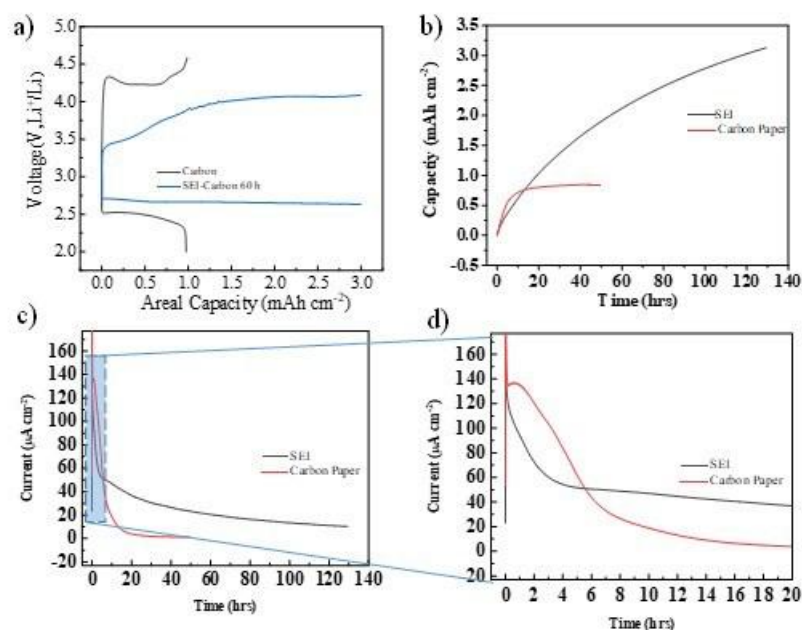 a)
4.5
4.0
3.5
3.0
2.5
2.0
Voltage (V, Li⁺/Li)
Carbon
SEI-Carbon 60 h
0.0 0.5 1.0 1.5 2.0 2.5 3.0
Areal Capacity (mAh cm⁻²)
b)
3.5
3.0
2.5
2.0
1.5
1.0
0.5
0.0
-0.5
Capactiy (mAh cm⁻²)
SEI
Carbon Paper
0 20 40 60 80 100 120 140
Time (hrs)
c)
160
140
120
100
80
60
40
20
0
-20
Current (µA cm⁻²)
SEI
Carbon Paper
0 20 40 60 80 100 120 140
Time (hrs)
d)
160
140
120
100
80
60
40
20
0
-20
Current (µA cm⁻²)
SEI
Carbon Paper
0 2 4 6 8 10 12 14 16 18 20
Time (hrs)